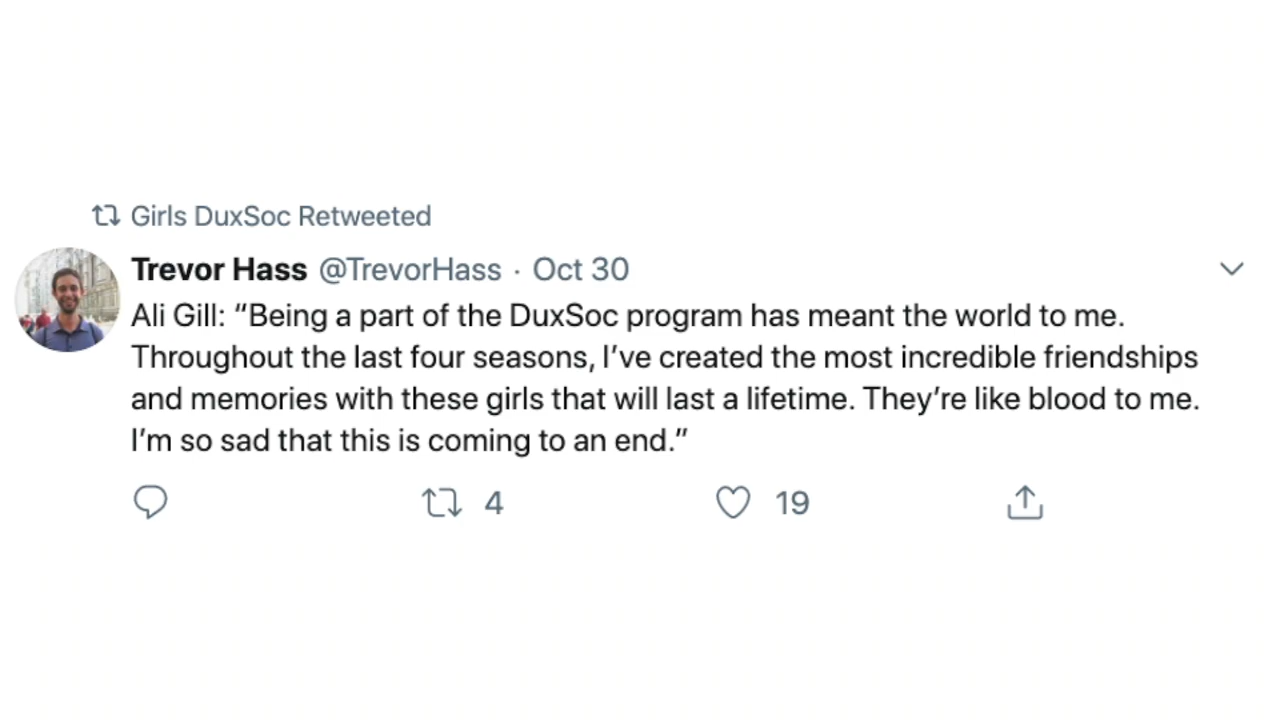 Girls DuxSoc Retweeted
Trevor Hass @TrevorHass · Oct 30
Ali Gill: “Being a part of the DuxSoc program has meant the world to me.
Throughout the last four seasons, I’ve created the most incredible friendships
and memories with these girls that will last a lifetime. They’re like blood to me.
I’m so sad that this is coming to an end.”
4 19